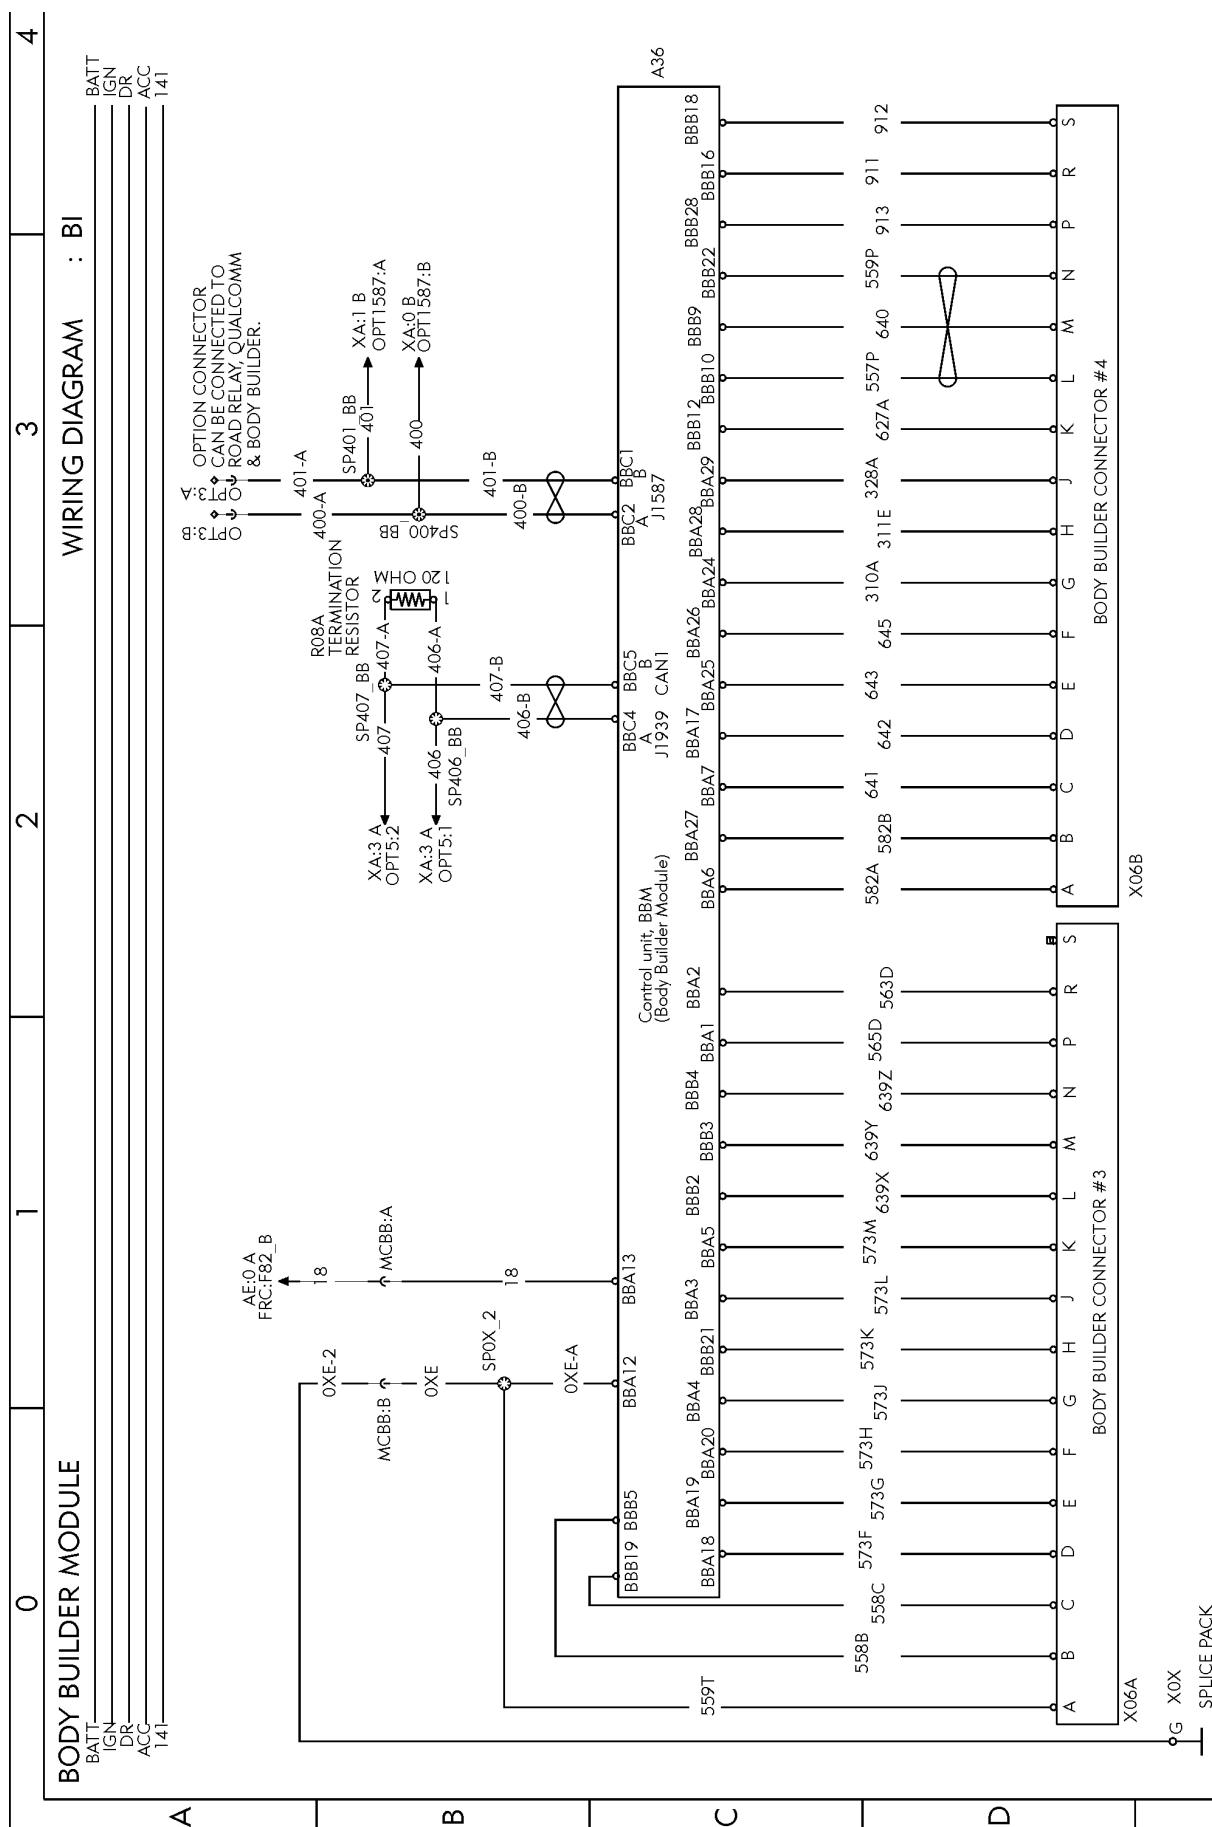 0
1
2
3
4
BODY BUILDER MODULE
WIRING DIAGRAM : BI
BATT
IGN
DR
ACC
141
BATT
IGN
DR
ACC
141
A
B
C
D
OPTION CONNECTOR
CAN BE CONNECTED TO
ROAD RELAY, QUALCOMM
& BODY BUILDER.
OPT3:B
OPT3:A
400-A
401-A
AE:0 A
FRC:F82_B
18
MCBB:A
18
0XE-2
MCBB:B
0XE
SP0X_2
0XE-A
R08A
TERMINATION
RESISTOR
120 OHM
2
1
SP407_BB
407-A
407
406-A
406
SP406_BB
XA:3 A
OPT5:2
XA:3 A
OPT5:1
406-B
407-B
SP401_BB
401
XA:1 B
OPT1587:A
SP400_BB
400
XA:0 B
OPT1587:B
400-B
401-B
BBB19
BBB5
BBA12
BBA13
BBC4
A
BBC5
B
J1939 CAN1
BBC2
A
BBC1
B
J1587
A36
Control unit, BBM
(Body Builder Module)
BBA18
BBA19
BBA20
BBA4
BBB21
BBA3
BBA5
BBB2
BBB3
BBB4
BBA1
BBA2
BBA6
BBA27
BBA7
BBA17
BBA25
BBA26
BBA24
BBA28
BBA29
BBB12
BBB10
BBB9
BBB22
BBB28
BBB16
BBB18
559T
558B
558C
573F
573G
573H
573J
573K
573L
573M
639X
639Y
639Z
565D
563D
582A
582B
641
642
643
645
310A
311E
328A
627A
557P
640
559P
913
911
912
A
B
C
D
E
F
G
H
J
K
L
M
N
P
R
S
BODY BUILDER CONNECTOR #3
X06A
A
B
C
D
E
F
G
H
J
K
L
M
N
P
R
S
BODY BUILDER CONNECTOR #4
X06B
G X0X
SPLICE PACK